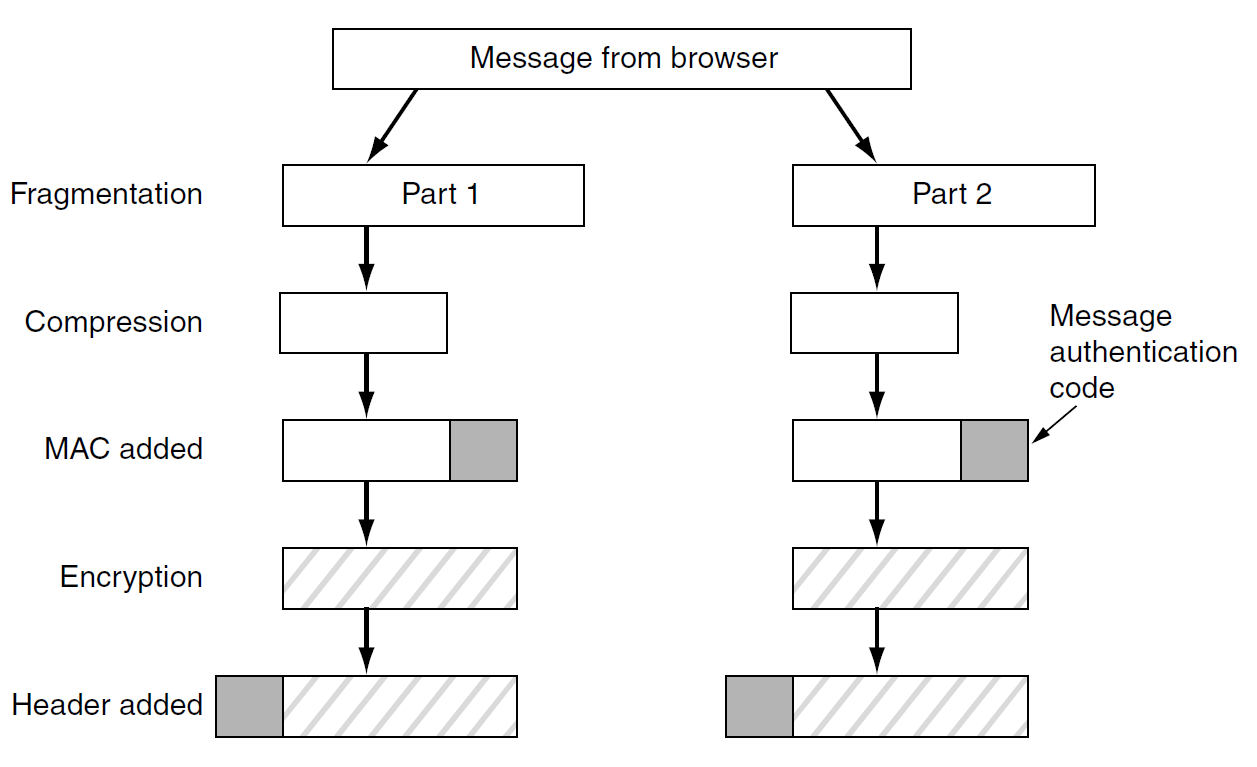 Message from browser
Fragmentation
Part 1
Part 2
Compression
Message
authentication
code
MAC added
Encryption
Header added